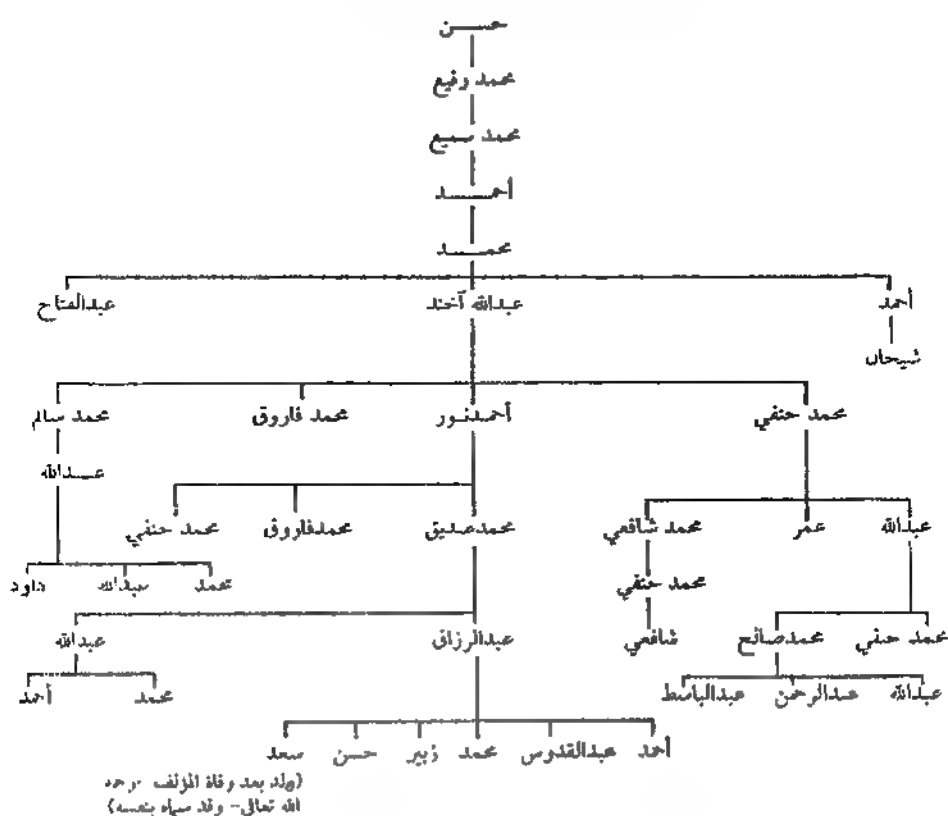 حسن
محمد رفيع
محمد سميع
أحمد
محمد
أحمد عبدالله آخند عبدالفتاح
شيحان
محمد حنفي أحمدنور محمد فاروق محمد سالم
عبدالله
عبدالله عمر محمد شافعي محمدصديق محمدفاروق محمد حنفي
محمد عبدالله داود
محمد حنفي
محمد حنفي محمدصالح شافعي عبدالرزاق عبدالله
عبدالله عبدالرحمن عبدالباسط محمد أحمد
أحمد عبدالقدوس محمد زبير حسن سعد
(ولد بعد وفاة المؤلف -رحمه
الله تعالى- وقد سماه بنفسه)